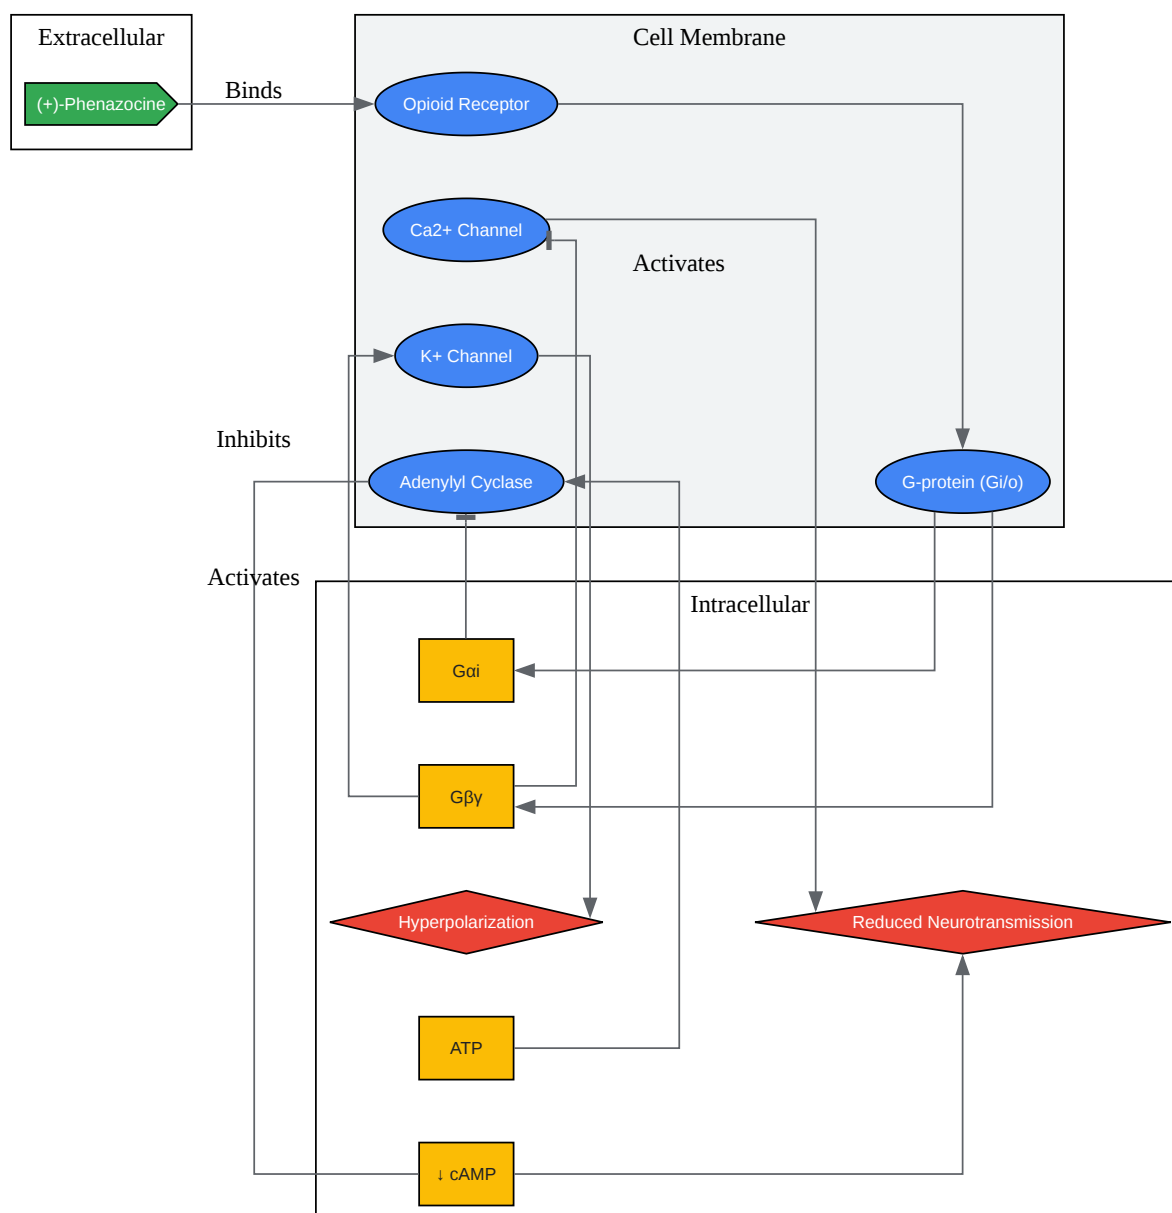 Extracellular
Cell Membrane
(+)-Phenazocine
Binds
Opioid Receptor
Ca2+ Channel
Activates
K+ Channel
Inhibits
Adenylyl Cyclase
G-protein (Gi/o)
Activates
Intracellular
Gαi
Gβγ
Hyperpolarization
Reduced Neurotransmission
ATP
↓ cAMP